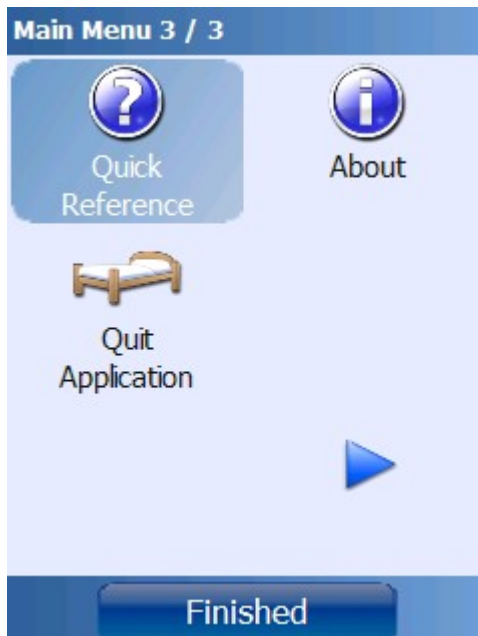 Main Menu 3 / 3
Quick
Reference
About
Quit
Application
Finished